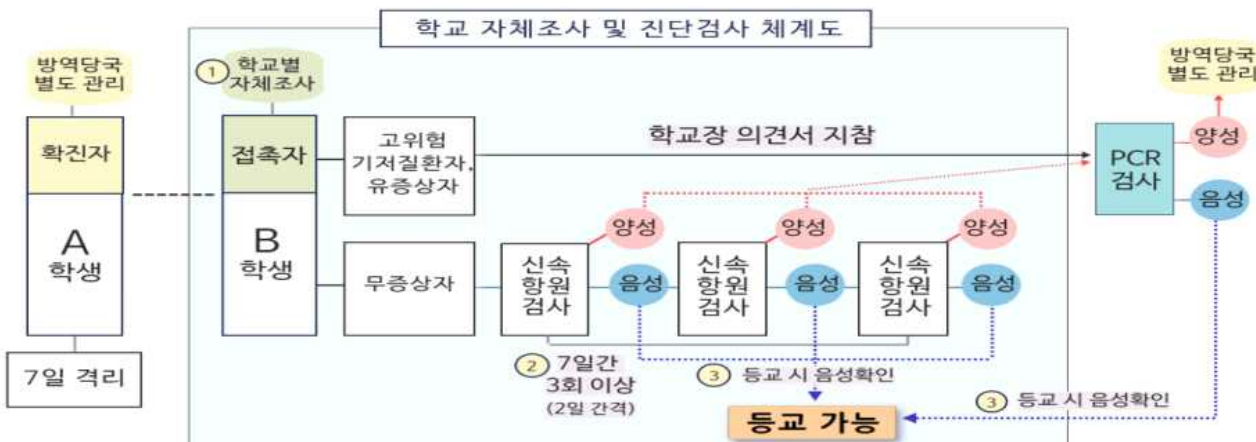 학교 자체조사 및 진단검사 체계도
방역당국
별도 관리
확진자
A
학생
7일 격리
1
학교별
자체조사
접촉자
B
학생
고위험
기저질환자.
유증상자
학교장 의견서 지참
무증상자
신속
항원
검사
양성
음성
신속
항원
검사
양성
음성
신속
항원
검사
양성
음성
2
7일간
3회 이상
(2일 간격)
3
등교 시 음성확인
등교 가능
PCR
검사
양성
방역당국
별도 관리
음성
3
등교 시 음성확인